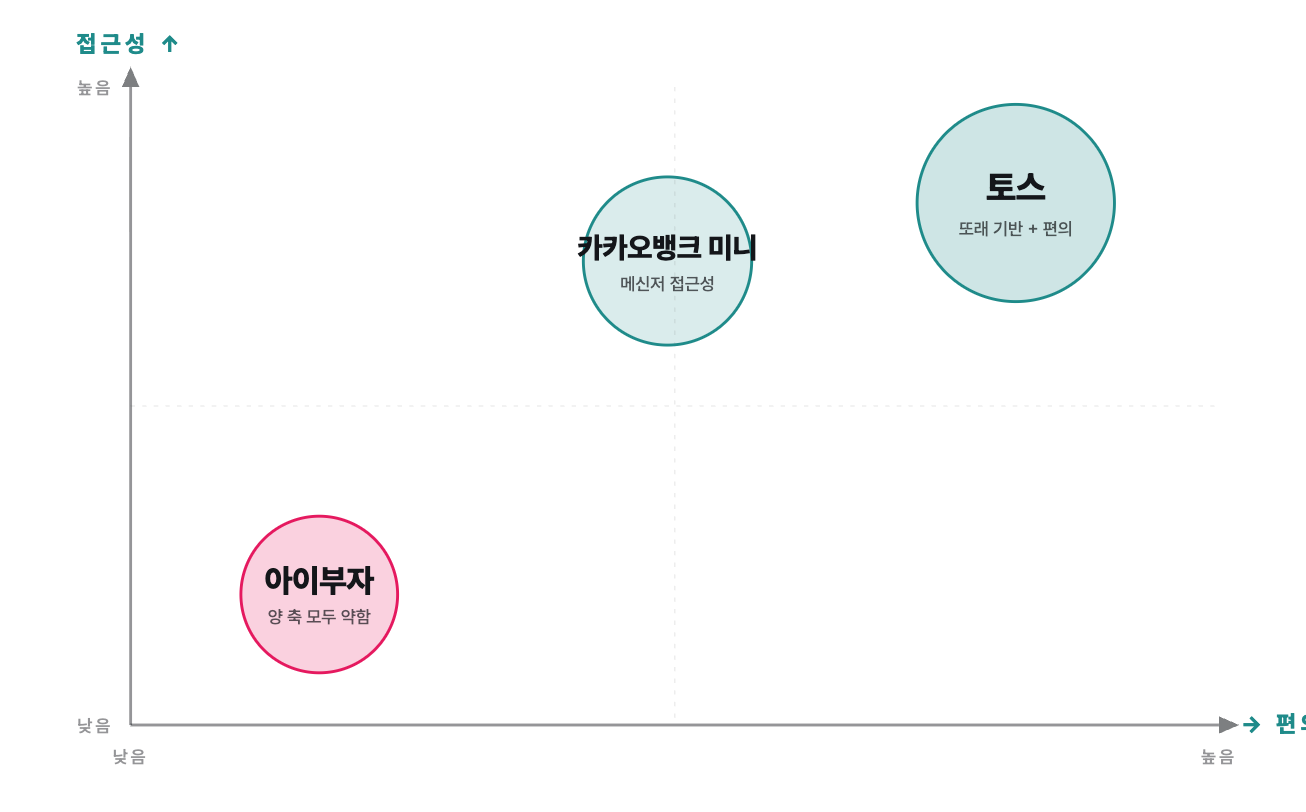 접근성 ↑
높음
토스
또래 기반 + 편의
카카오뱅크 미니
메신저 접근성
아이부자
양 축 모두 약함
낮음
→
낮음
높음